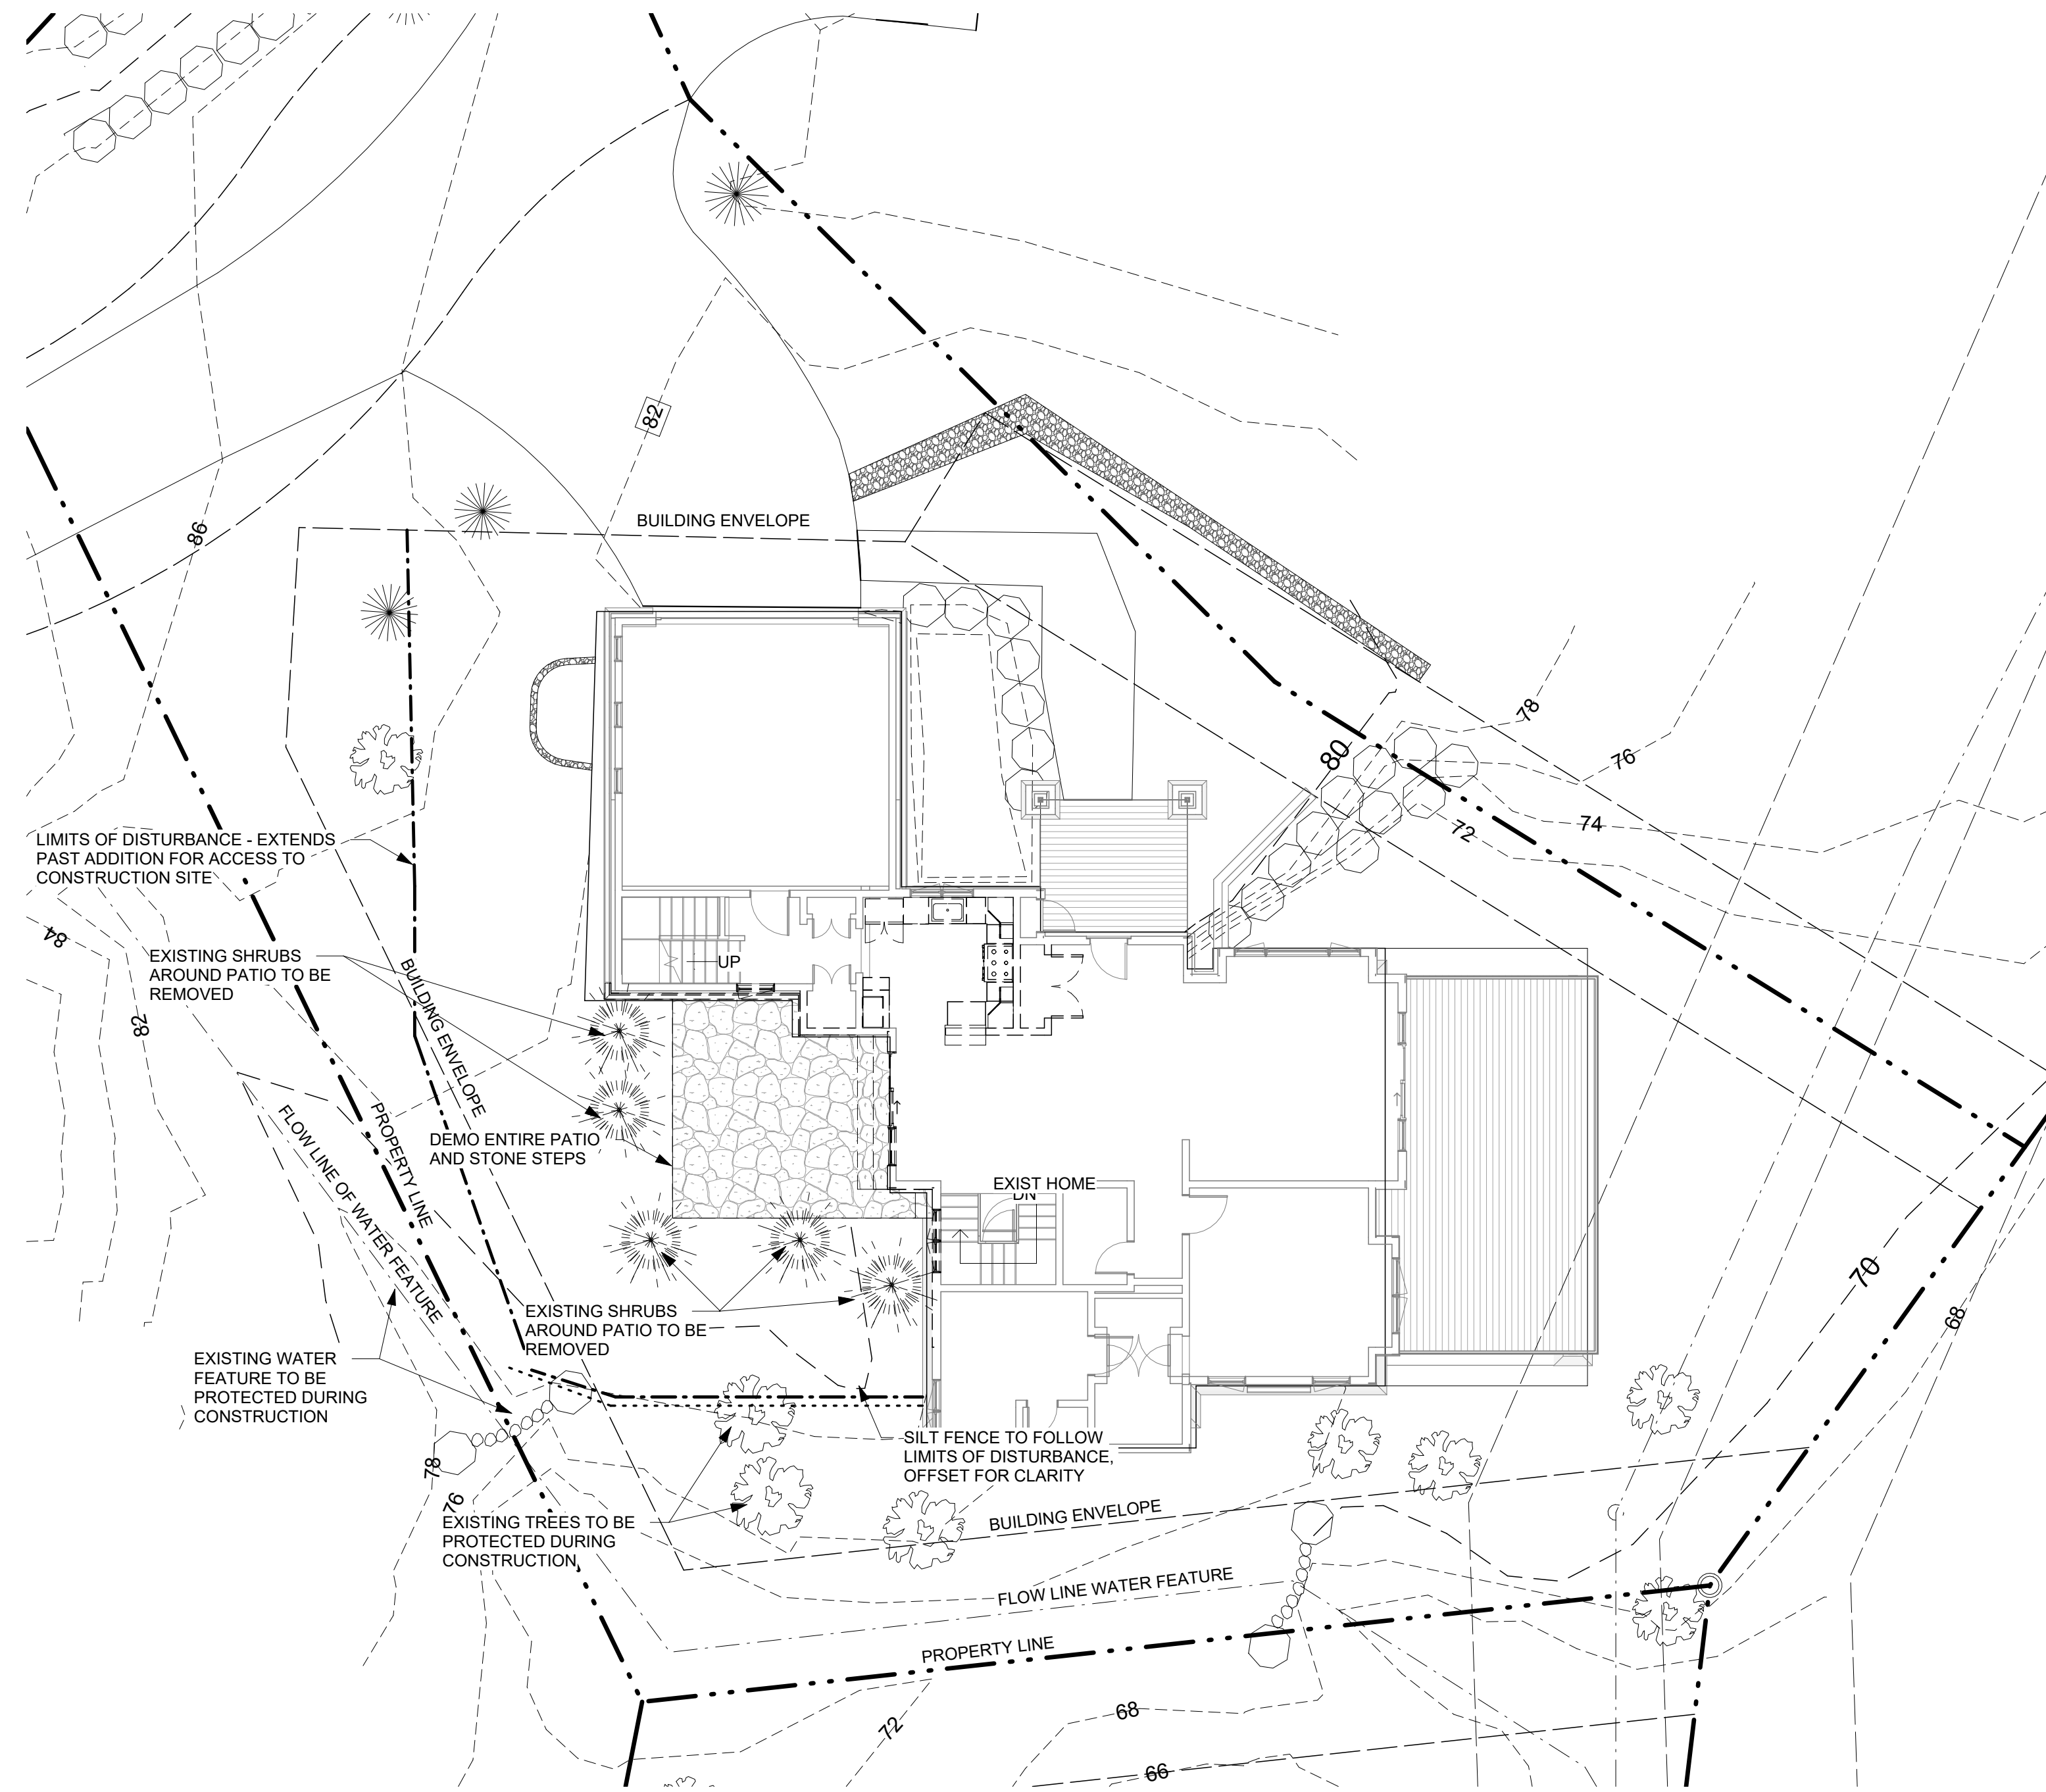 82
BUILDING ENVELOPE
86
78
80
76
74
72
LIMITS OF DISTURBANCE - EXTENDS
PAST ADDITION FOR ACCESS TO
CONSTRUCTION SITE
84
EXISTING SHRUBS
AROUND PATIO TO BE
REMOVED
UP
BUILDING ENVELOPE
82
FLOW LINE OF WATER FEATURE
PROPERTY LINE
DEMO ENTIRE PATIO
AND STONE STEPS
EXIST HOME
DN
70
68
EXISTING SHRUBS
AROUND PATIO TO BE
REMOVED
EXISTING WATER
FEATURE TO BE
PROTECTED DURING
CONSTRUCTION
SILT FENCE TO FOLLOW
LIMITS OF DISTURBANCE,
OFFSET FOR CLARITY
78
76
EXISTING TREES TO BE
PROTECTED DURING
CONSTRUCTION
BUILDING ENVELOPE
FLOW LINE WATER FEATURE
PROPERTY LINE
72
68
66